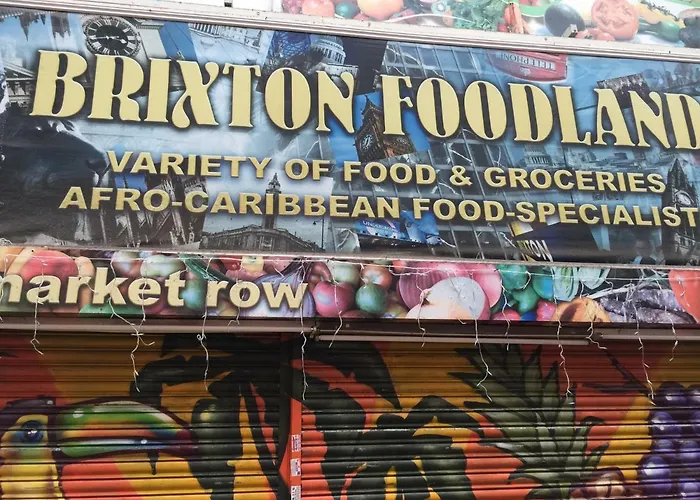 BRIXTON FOODLAND
VARIETY OF FOOD & GROCERIES
AFRO-CARIBBEAN FOOD-SPECIALIST
market row